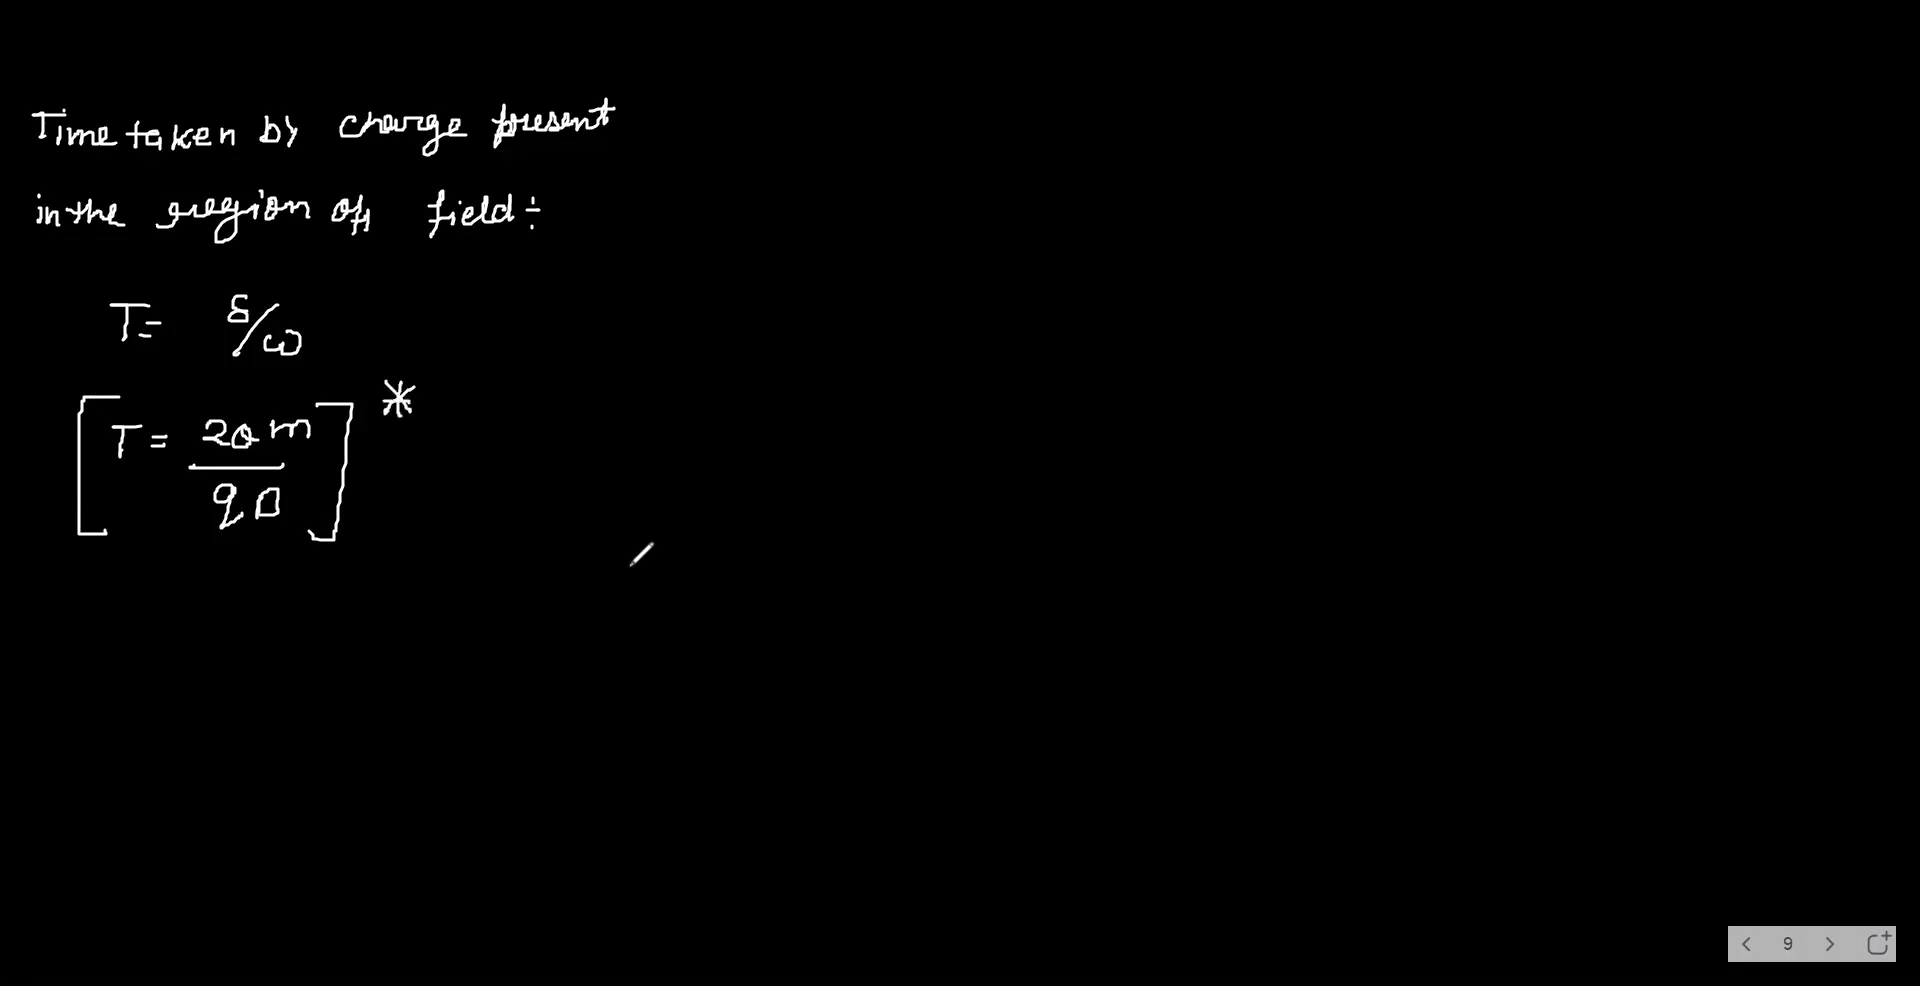 Time taken by charge present
in the region of field ÷
T = δ/ω
[T = 2θm / qB] *
9